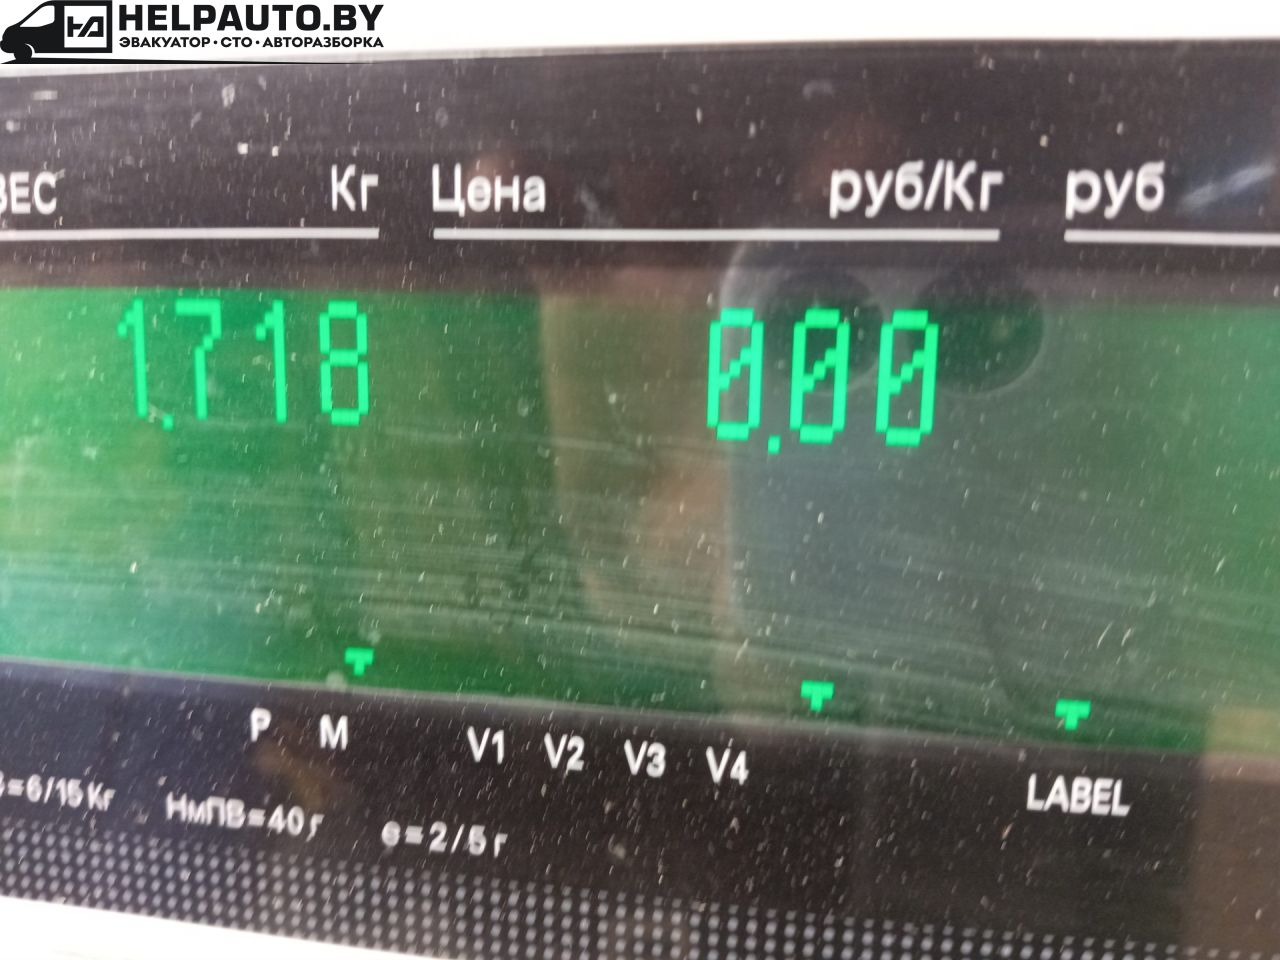 HELPAUTO.BY
ЭВАКУАТОР · СТО · АВТОРАЗБОРКА
Кг Цена руб/Кг руб
1.718 0.00
P M V1 V2 V3 V4 LABEL
=6/15 Кг НмПВ=40 г e=2/5 г